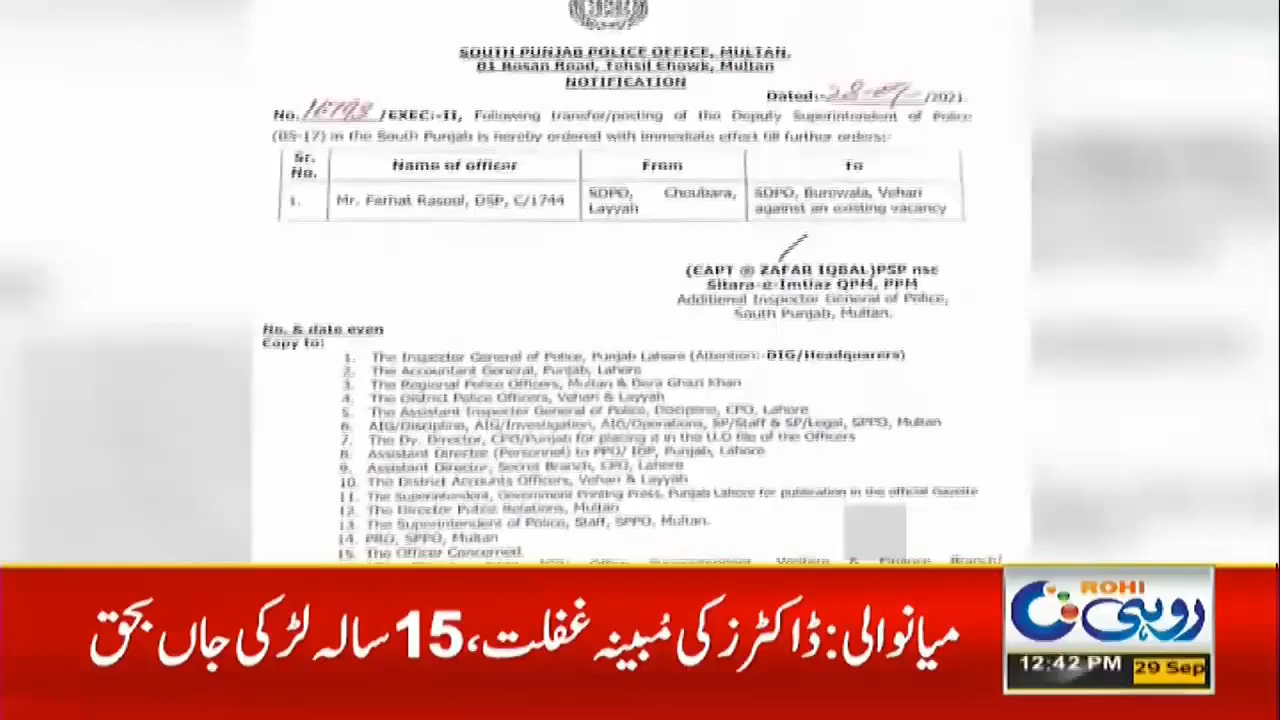 SOUTH PUNJAB POLICE OFFICE, MULTAN.
81 Bosan Road, Tehsil Chowk, Multan
NOTIFICATION
Dated:- /2021.
No. /EXEC:-II, Following transfer/posting of the Deputy Superintendent of Police
(BS-17) in the South Punjab is hereby ordered with immediate effect till further orders:-
Sr. No. Name of officer From To
1. Mr. Farhat Rasool, DSP, C/1744 SDPO, Choubara, Layyah SDPO, Burewala, Vehari against an existing vacancy
(CAPT ® ZAFAR IQBAL)PSP nsc
Sitara-e-Imtiaz QPM, PPM
Additional Inspector General of Police,
South Punjab, Multan.
No. & date even
Copy to:
1. The Inspector General of Police, Punjab Lahore (Attention: DIG/Headquarers)
2. The Accountant General, Punjab, Lahore
3. The Regional Police Officers, Multan & Dera Ghazi Khan
4. The District Police Officers, Vehari & Layyah
5. The Assistant Inspector General of Police, Discipline, CPO, Lahore
6. AIG/Discipline, AIG/Investigation, AIG/Operations, SP/Staff & SP/Legal, SPPO, Multan
7. The Dy. Director, CPO/Punjab for placing it in the U.O file of the Officers
8. Assistant Director (Personnel) to PPO/ IGP, Punjab, Lahore
9. Assistant Director, Secret Branch, CPO, Lahore
10. The District Accounts Officers, Vehari & Layyah
11. The Superintendent, Government Printing Press, Punjab Lahore for publication in the official Gazette
12. The Director Public Relations, Multan
13. The Superintendent of Police, Staff, SPPO, Multan.
14. PRO, SPPO, Multan
15. The Officer Concerned.
Welfare & Finance Branch/
میانوالی: ڈاکٹرز کی مُبینہ غفلت، 15 سالہ لڑکی جاں بحق
ROHI
روہی
12:42 PM 29 Sep